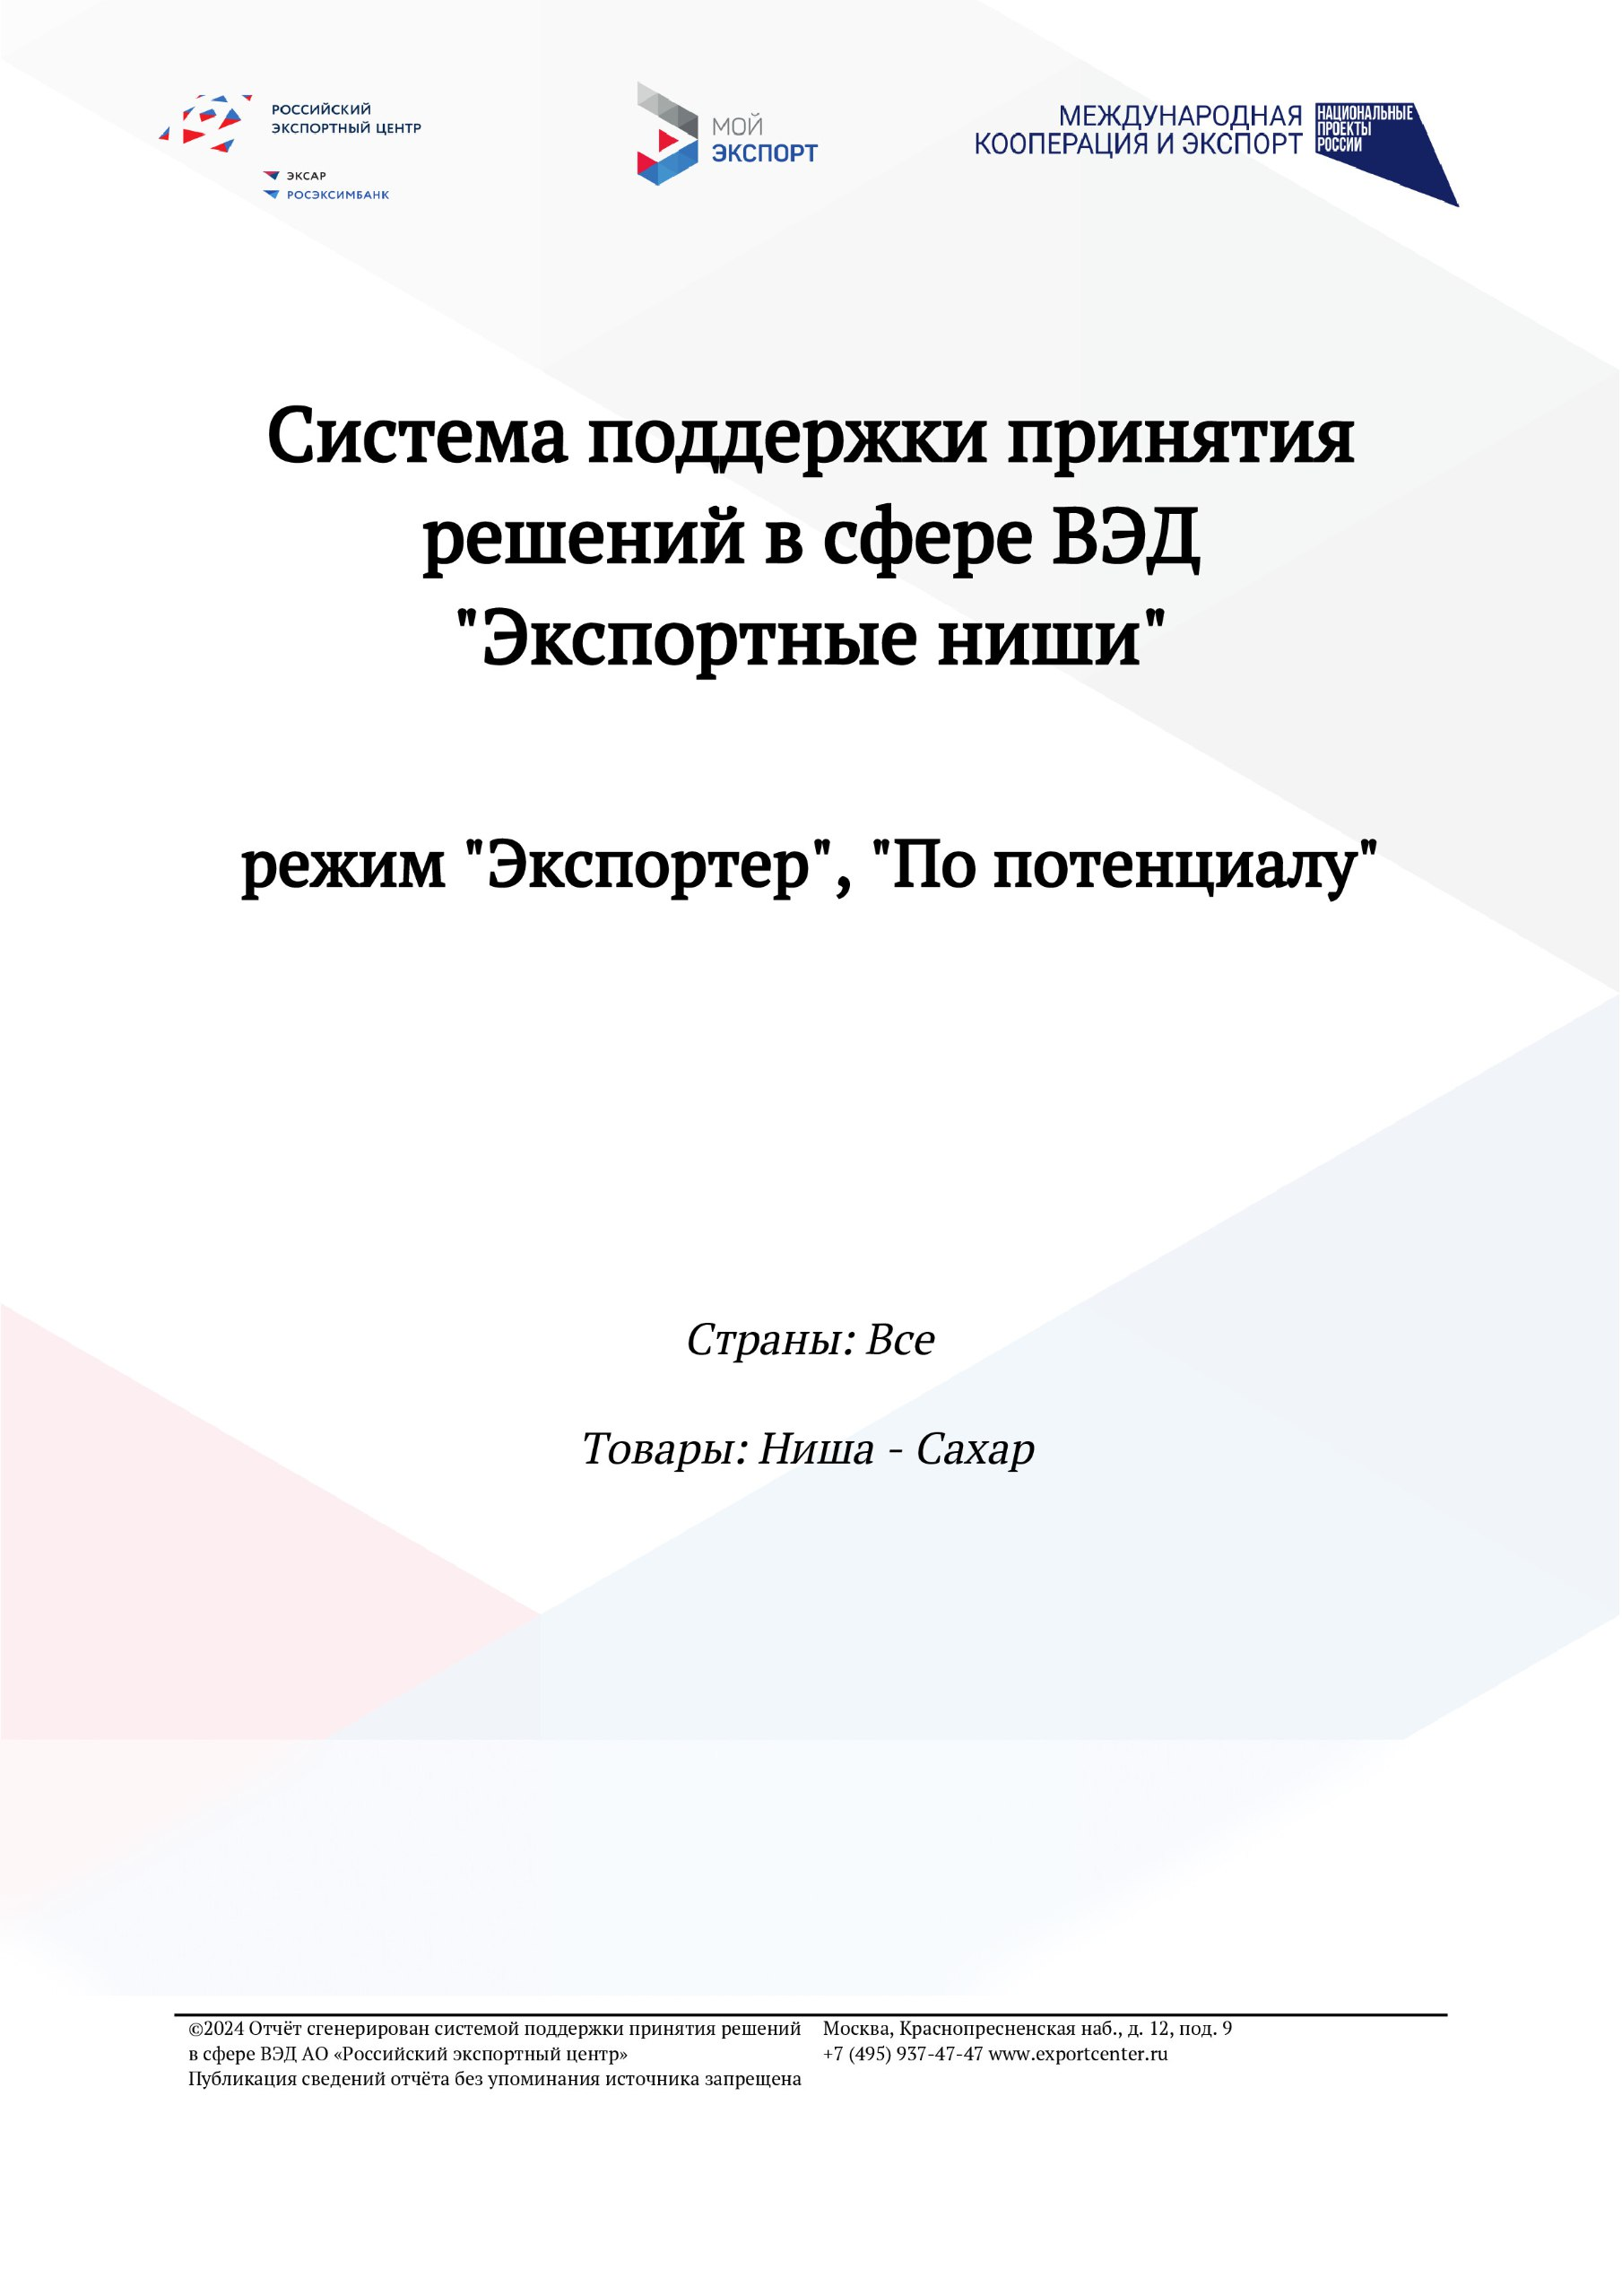 РОССИЙСКИЙ
ЭКСПОРТНЫЙ ЦЕНТР
ЭКСАР
РОСЭКСИМБАНК
МОЙ
ЭКСПОРТ
МЕЖДУНАРОДНАЯ
КООПЕРАЦИЯ И ЭКСПОРТ
НАЦИОНАЛЬНЫЕ
ПРОЕКТЫ
РОССИИ
Система поддержки принятия
решений в сфере ВЭД
"Экспортные ниши"
режим "Экспортер", "По потенциалу"
Страны: Все
Товары: Ниша - Сахар
©2024 Отчёт сгенерирован системой поддержки принятия решений
в сфере ВЭД АО «Российский экспортный центр»
Публикация сведений отчёта без упоминания источника запрещена
Москва, Краснопресненская наб., д. 12, под. 9
+7 (495) 937-47-47 www.exportcenter.ru